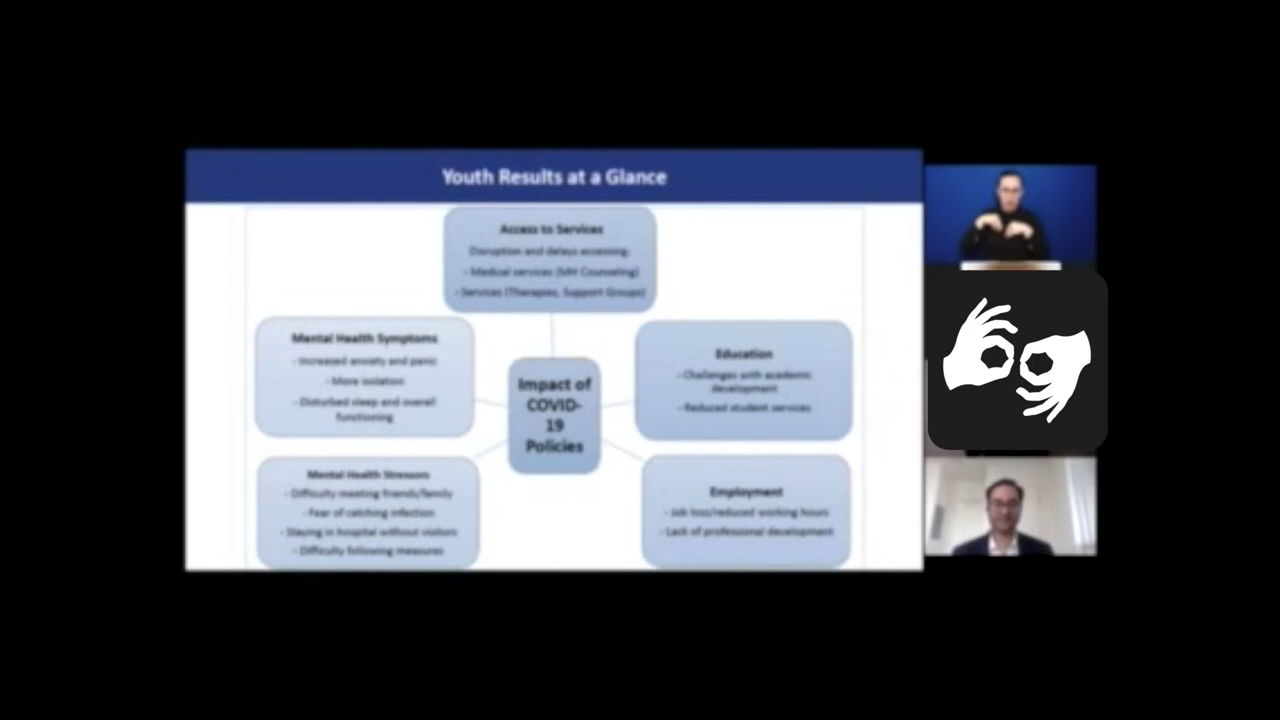 Youth Results at a Glance
Access to Services
Disruption and delays accessing:
- Medical services (MH Counseling)
- Services (Therapies, Support Groups)
Mental Health Symptoms
- Increased anxiety and panic
- More isolation
- Disturbed sleep and overall
functioning
Impact of
COVID-
19
Policies
Education
- Challenges with academic
development
- Reduced student services
Mental Health Stressors
- Difficulty meeting friends/family
- Fear of catching infection
- Staying in hospital without visitors
- Difficulty following measures
Employment
- Job loss/reduced working hours
- Lack of professional development